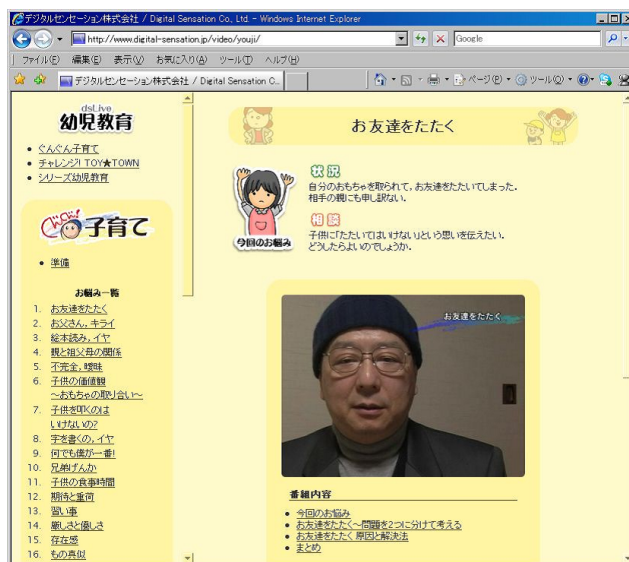 デジタルセンセーション株式会社 / Digital Sensation Co., Ltd. - Windows Internet Explorer
http://www.digital-sensation.jp/video/youji/
Google
ファイル(F) 編集(E) 表示(V) お気に入り(A) ツール(T) ヘルプ(H)
デジタルセンセーション株式会社 / Digital Sensation C...
ページ(P) ツール(O)
dsLive
幼児教育
ぐんぐん子育て
チャレンジ! TOY★TOWN
シリーズ幼児教育
ぐんぐん子育て
準備
お悩み一覧
1. お友達をたたく
2. お父さん, キライ
3. 絵本読み, イヤ
4. 親と祖父母の関係
5. 不完全, 曖昧
6. 子供の価値観
~おもちゃの取り合い~
7. 子供を叩くのは
いけないの?
8. 字を書くの, イヤ
9. 何でも僕が一番!
10. 兄弟げんか
11. 子供の食事時間
12. 期待と重荷
13. 習い事
14. 厳しさと優しさ
15. 存在感
16. もの真似
お友達をたたく
今回のお悩み
状況
自分のおもちゃを取られて, お友達をたたいてしまった.
相手の親にも申し訳ない.
相談
子供に「たたいてはいけない」という思いを伝えたい.
どうしたらよいのでしょうか.
お友達をたたく
番組内容
今回のお悩み
お友達をたたく~問題を2つに分けて考える
お友達をたたく 原因と解決法
まとめ